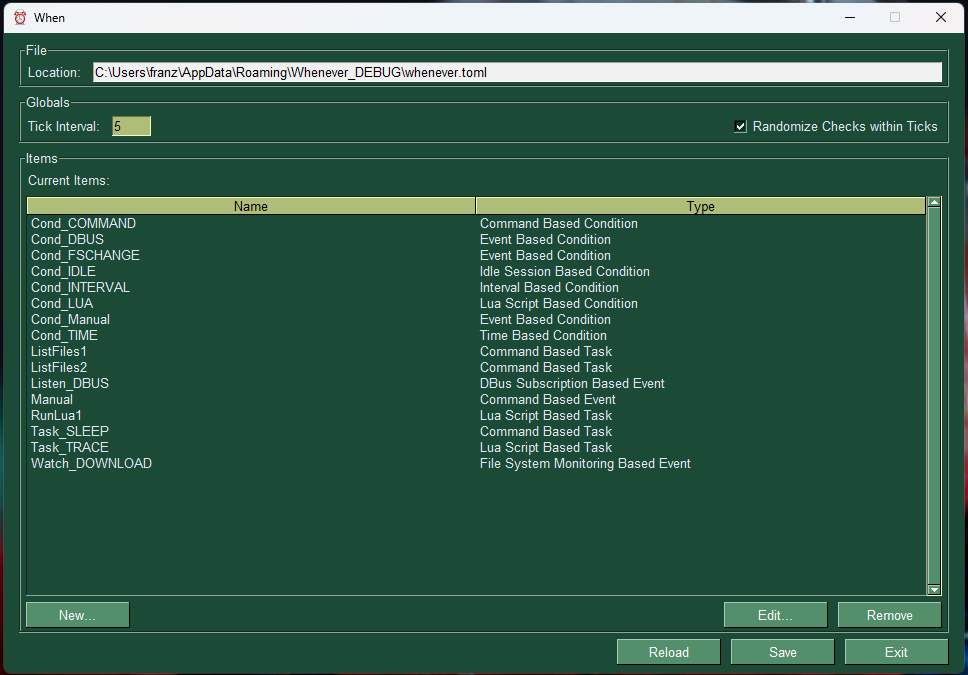 When
File
Location: C:\Users\franz\AppData\Roaming\Whenever_DEBUG\whenever.toml
Globals
Tick Interval: 5 Randomize Checks within Ticks
Items
Current Items:
Name Type
Cond_COMMAND Command Based Condition
Cond_DBUS Event Based Condition
Cond_FSCHANGE Event Based Condition
Cond_IDLE Idle Session Based Condition
Cond_INTERVAL Interval Based Condition
Cond_LUA Lua Script Based Condition
Cond_Manual Event Based Condition
Cond_TIME Time Based Condition
ListFiles1 Command Based Task
ListFiles2 Command Based Task
Listen_DBUS DBus Subscription Based Event
Manual Command Based Event
RunLua1 Lua Script Based Task
Task_SLEEP Command Based Task
Task_TRACE Lua Script Based Task
Watch_DOWNLOAD File System Monitoring Based Event
New... Edit... Remove
Reload Save Exit